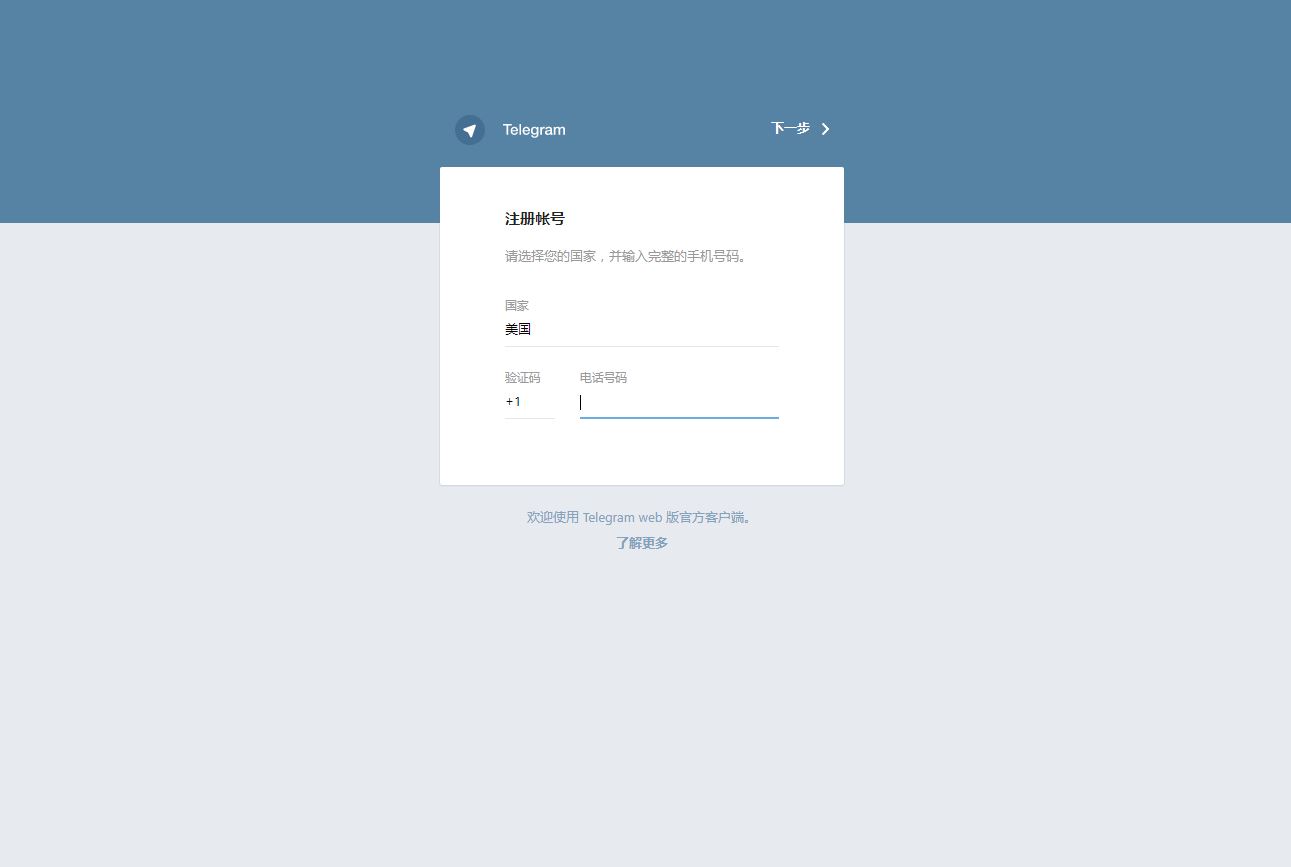 Telegram
下一步
注册帐号
请选择您的国家，并输入完整的手机号码。
国家
美国
验证码
电话号码
+1
欢迎使用 Telegram web 版官方客户端。
了解更多